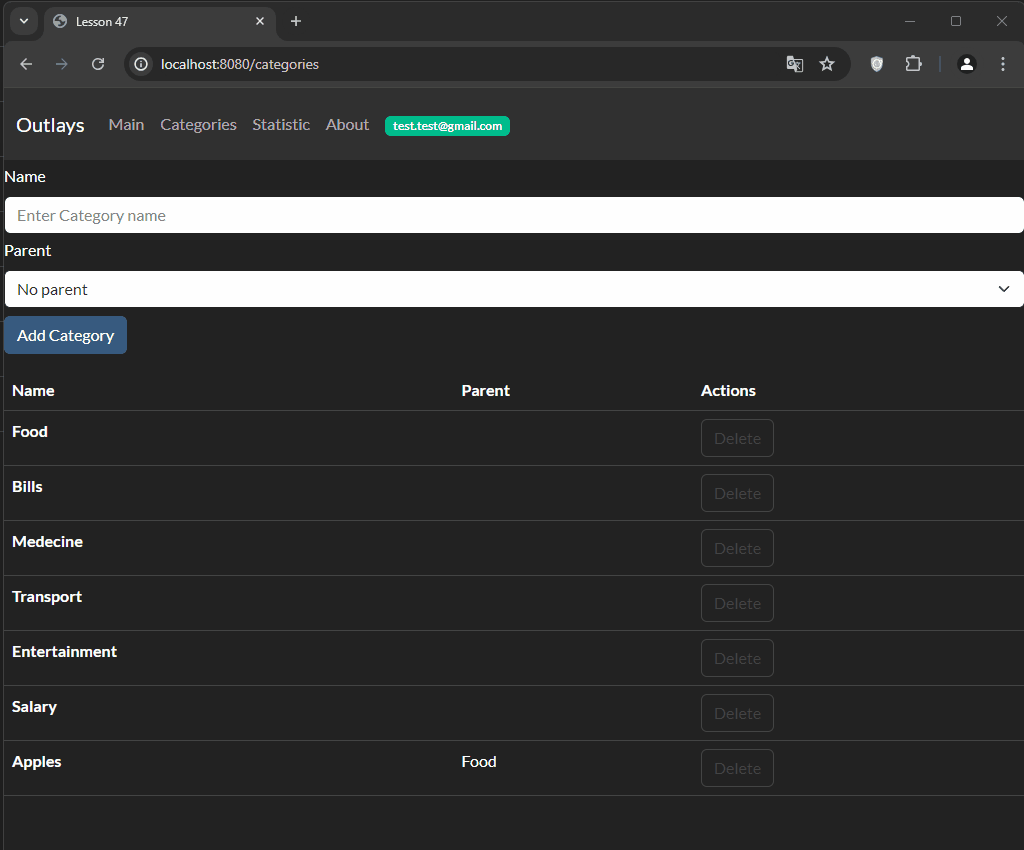 Lesson 47
localhost:8080/categories
Outlays Main Categories Statistic About test.test@gmail.com
Name
Enter Category name
Parent
No parent
Add Category
Name Parent Actions
Food Delete
Bills Delete
Medecine Delete
Transport Delete
Entertainment Delete
Salary Delete
Apples Food Delete